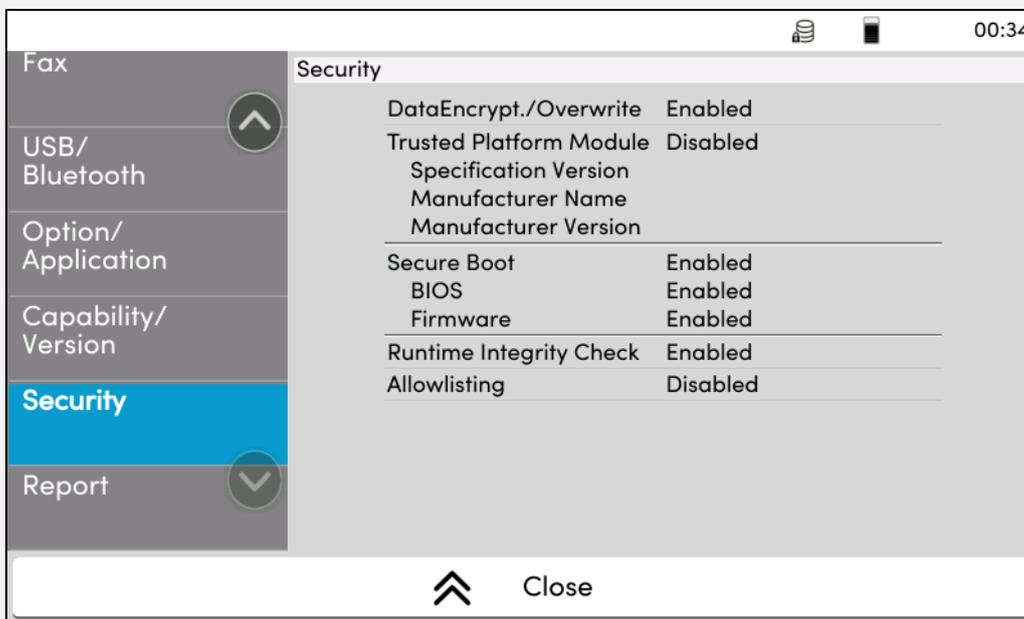 00:34
Fax
USB/
Bluetooth
Option/
Application
Capability/
Version
Security
Report
Security
DataEncrypt./Overwrite Enabled
Trusted Platform Module Disabled
Specification Version
Manufacturer Name
Manufacturer Version
Secure Boot Enabled
BIOS Enabled
Firmware Enabled
Runtime Integrity Check Enabled
Allowlisting Disabled
Close